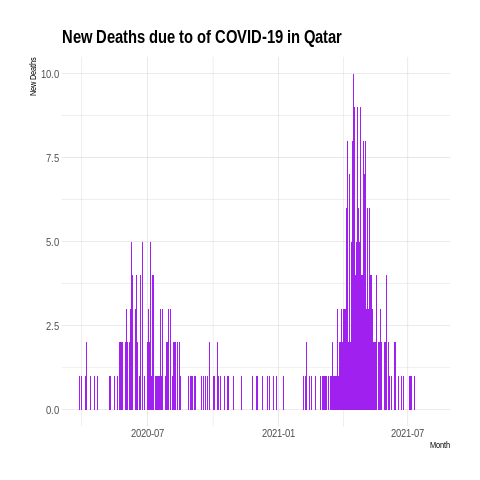 New Deaths due to of COVID-19 in Qatar
New Deaths
10.0
7.5
5.0
2.5
0.0
2020-07
2021-01
2021-07
Month